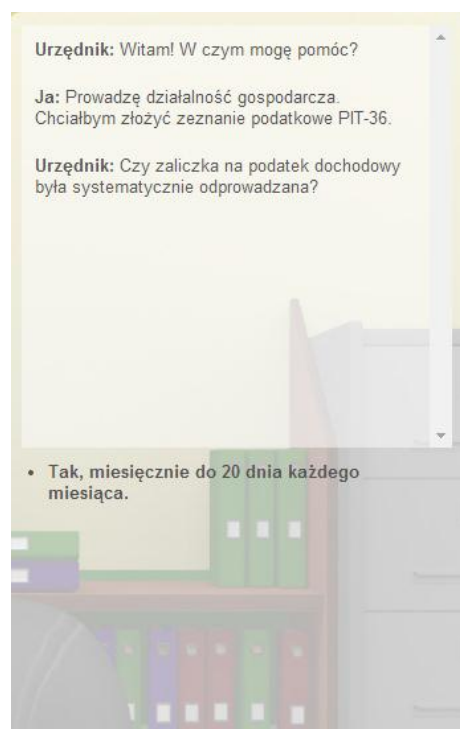 Urzędnik: Witam! W czym mogę pomóc?
Ja: Prowadzę działalność gospodarcza.
Chciałbym złożyć zeznanie podatkowe PIT-36.
Urzędnik: Czy zaliczka na podatek dochodowy
była systematycznie odprowadzana?
• Tak, miesięcznie do 20 dnia każdego
miesiąca.